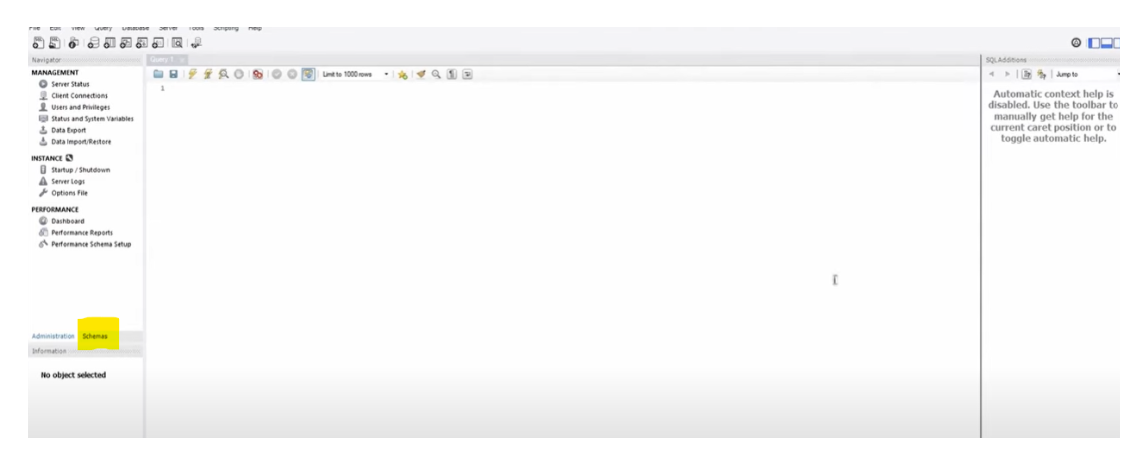 File Edit View Query Database Server Tools Scripting Help
Navigator
MANAGEMENT
Server Status
Client Connections
Users and Privileges
Status and System Variables
Data Export
Data Import/Restore
INSTANCE
Startup / Shutdown
Server Logs
Options File
PERFORMANCE
Dashboard
Performance Reports
Performance Schema Setup
Administration Schemas
Information
No object selected
Query 1
Limit to 1000 rows
1
SQLAdditions
Jump to
Automatic context help is
disabled. Use the toolbar to
manually get help for the
current caret position or to
toggle automatic help.